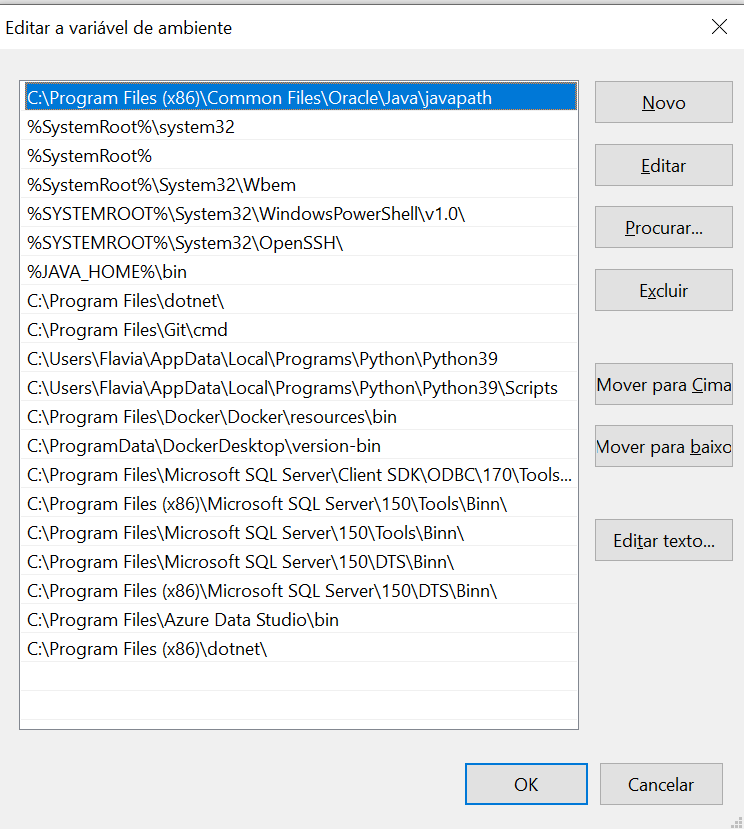 Editar a variável de ambiente
C:\Program Files (x86)\Common Files\Oracle\Java\javapath
%SystemRoot%\system32
%SystemRoot%
%SystemRoot%\System32\Wbem
%SYSTEMROOT%\System32\WindowsPowerShell\v1.0\
%SYSTEMROOT%\System32\OpenSSH\
%JAVA_HOME%\bin
C:\Program Files\dotnet\
C:\Program Files\Git\cmd
C:\Users\Flavia\AppData\Local\Programs\Python\Python39
C:\Users\Flavia\AppData\Local\Programs\Python\Python39\Scripts
C:\Program Files\Docker\Docker\resources\bin
C:\ProgramData\DockerDesktop\version-bin
C:\Program Files\Microsoft SQL Server\Client SDK\ODBC\170\Tools...
C:\Program Files (x86)\Microsoft SQL Server\150\Tools\Binn\
C:\Program Files\Microsoft SQL Server\150\Tools\Binn\
C:\Program Files\Microsoft SQL Server\150\DTS\Binn\
C:\Program Files (x86)\Microsoft SQL Server\150\DTS\Binn\
C:\Program Files\Azure Data Studio\bin
C:\Program Files (x86)\dotnet\
Novo
Editar
Procurar...
Excluir
Mover para Cima
Mover para baixo
Editar texto...
OK
Cancelar